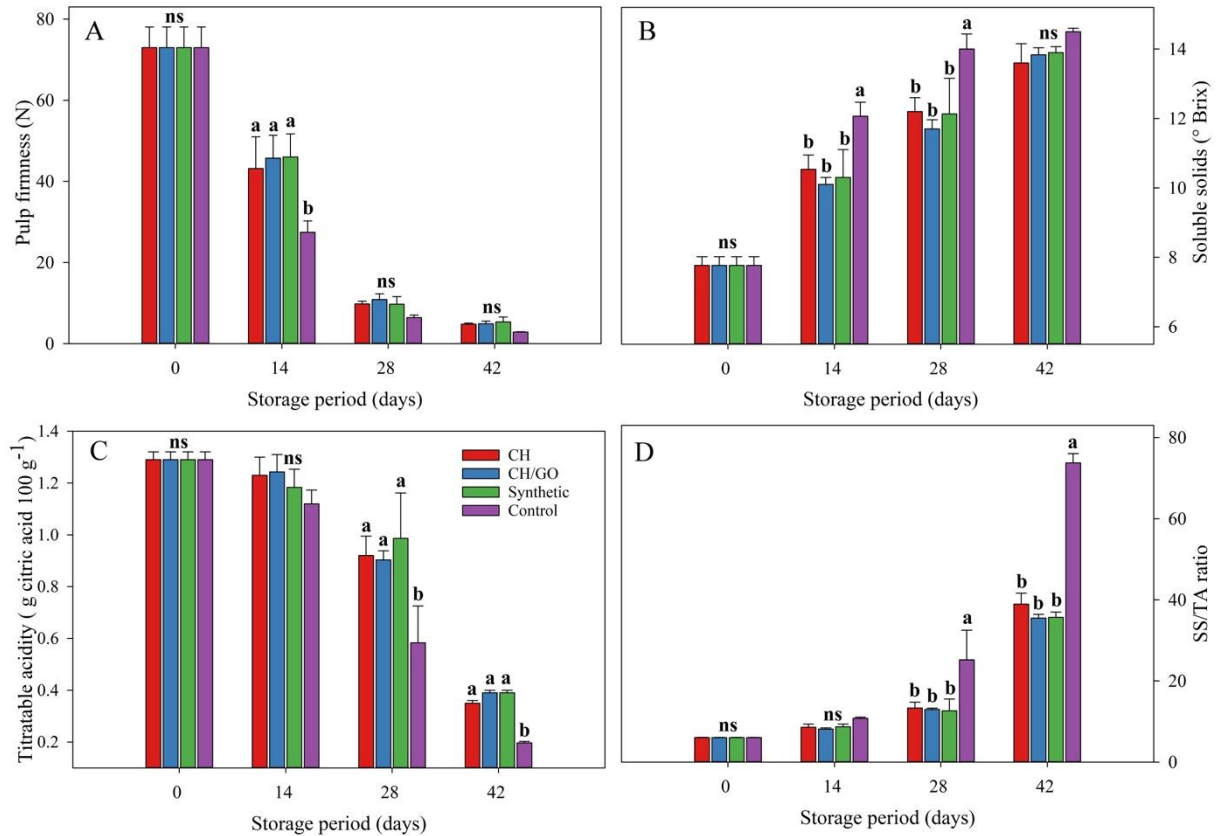 A
80
60
40
20
0
Pulp firmness (N)
ns
a a a
b
ns
ns
0 14 28 42
Storage period (days)
B
14
12
10
8
6
Soluble solids (° Brix)
ns
b b b a
b b b a
ns
0 14 28 42
Storage period (days)
C
1.4
1.2
1.0
0.8
0.6
0.4
0.2
Titratable acidity ( g citric acid 100 g⁻¹)
ns
ns
a a a b
a a a b
CH
CH/GO
Synthetic
Control
0 14 28 42
Storage period (days)
D
80
60
40
20
0
SS/TA ratio
ns
ns
b b b a
b b b a
0 14 28 42
Storage period (days)